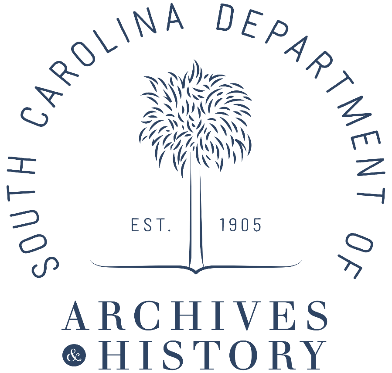 SOUTH CAROLINA DEPARTMENT OF
EST. 1905
ARCHIVES
& HISTORY